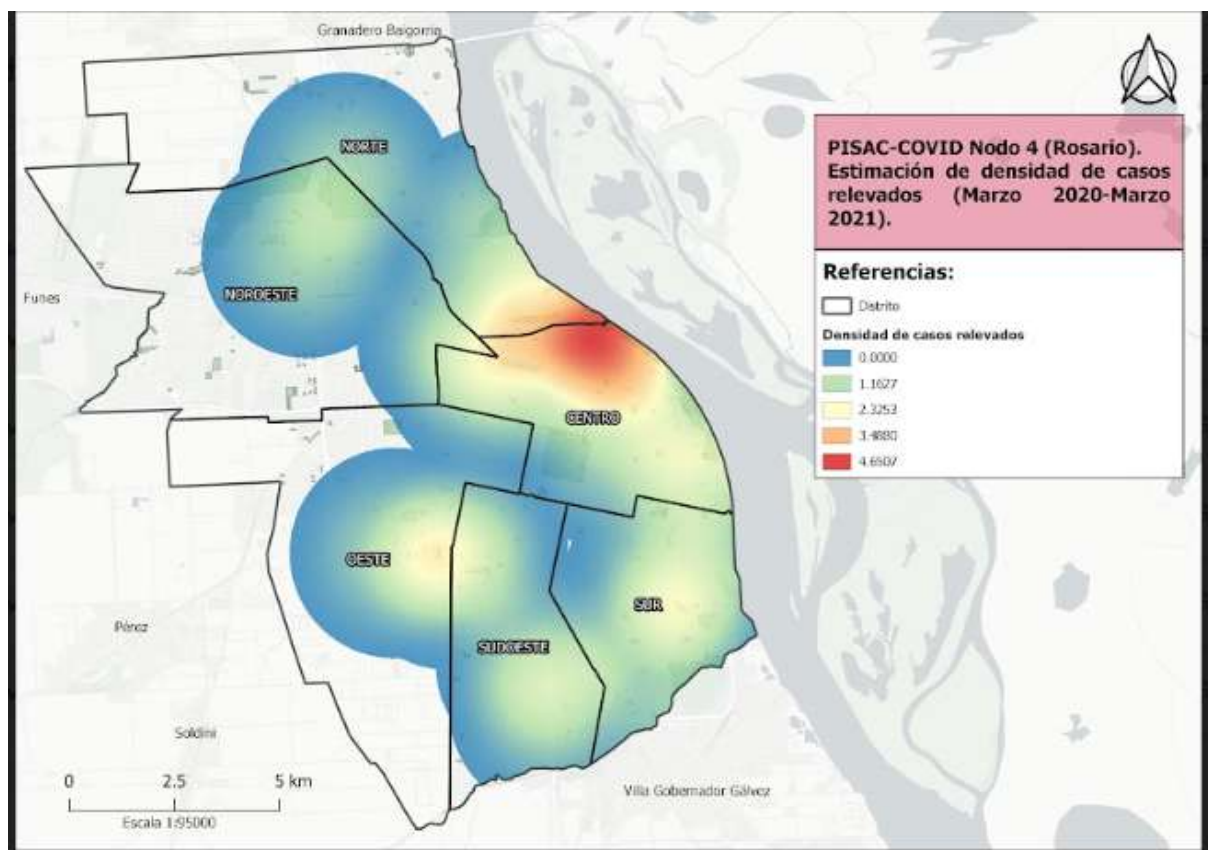 Granadero Baigorria
NORTE
PISAC-COVID Nodo 4 (Rosario).
Estimación de densidad de casos
relevados (Marzo 2020-Marzo
2021).
Referencias:
Distrito
Densidad de casos relevados
0.0000
1.1627
2.3253
3.4880
4.6507
Funes
NOROESTE
CENTRO
OESTE
SUR
Pérez
SUDOESTE
Soldini
0 2.5 5 km
Escala 1:95000
Villa Gobernador Gálvez